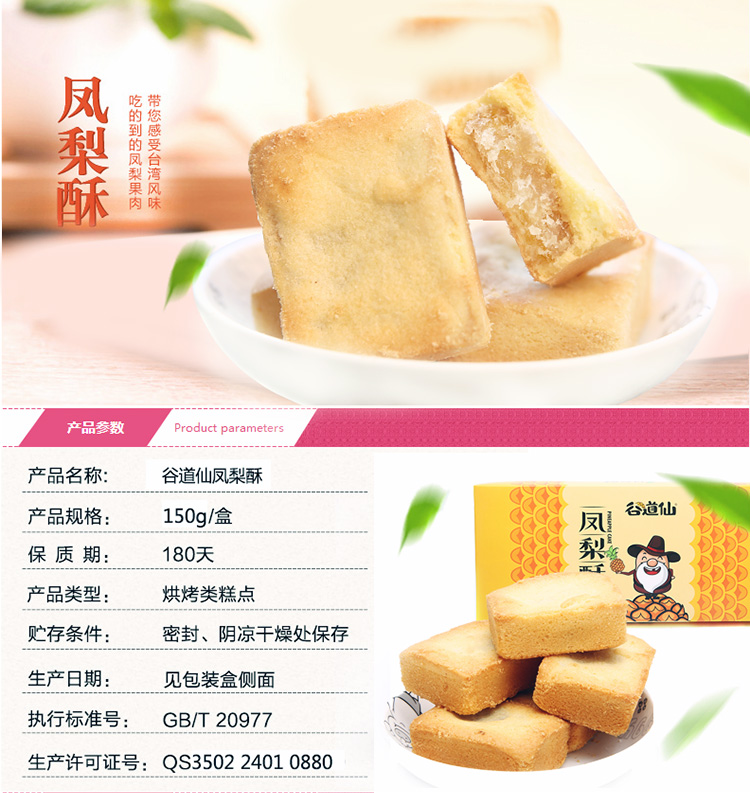 凤梨酥
带您感受台湾风味
吃的到的凤梨果肉
产品参数
Product parameters
产品名称: 谷道仙凤梨酥
产品规格: 150g/盒
保 质 期: 180天
产品类型: 烘烤类糕点
贮存条件: 密封、阴凉干燥处保存
生产日期: 见包装盒侧面
执行标准号: GB/T 20977
生产许可证号: QS3502 2401 0880
谷道仙
凤梨酥
PINEAPPLE CAKE